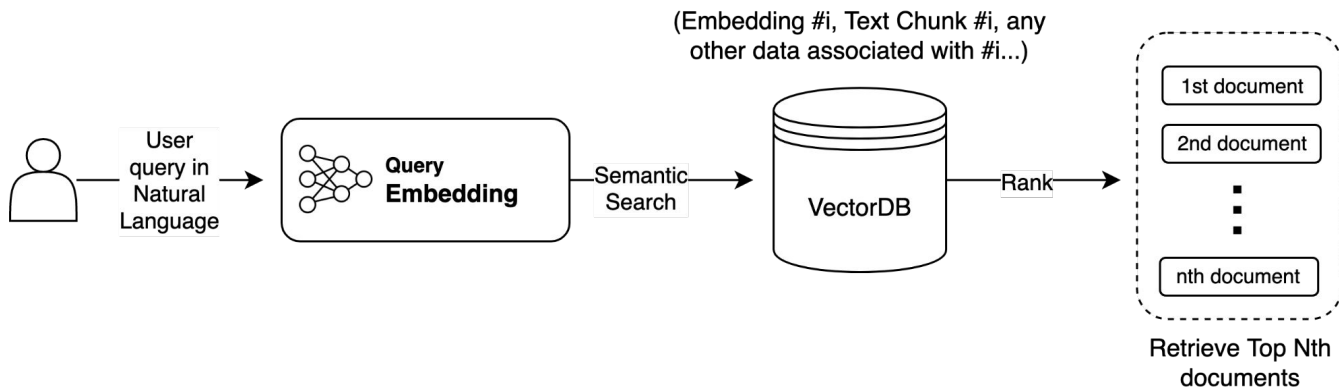 (Embedding #i, Text Chunk #i, any
other data associated with #i...)
User
query in
Natural
Language
Query
Embedding
Semantic
Search
VectorDB
Rank
1st document
2nd document
nth document
Retrieve Top Nth
documents